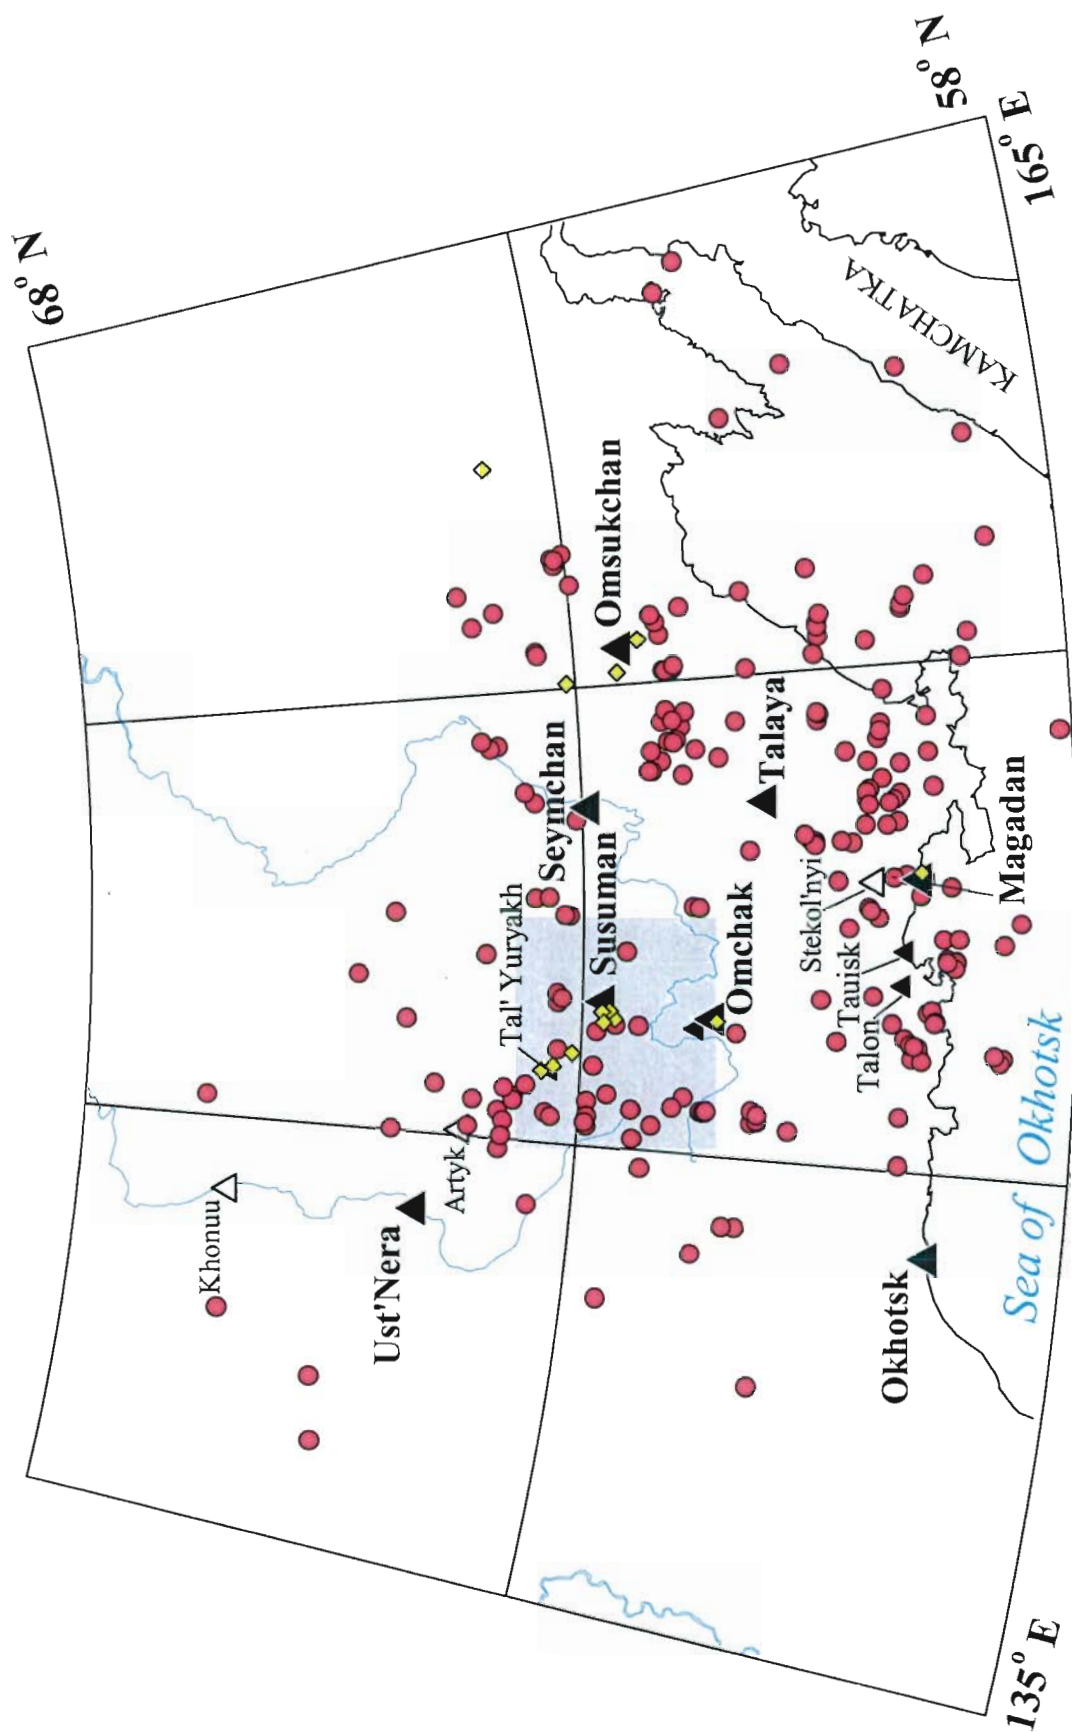 68° N
58° N
165° E
KAMCHATKA
Omsukchan
Seymchan
Talaya
Susuman
Tal' Yuryakh
Omchak
Stekol'nyi
Magadan
Tauisk
Talon
Artyk
Khonuu
Ust'Nera
Okhotsk
Sea of Okhotsk
135° E